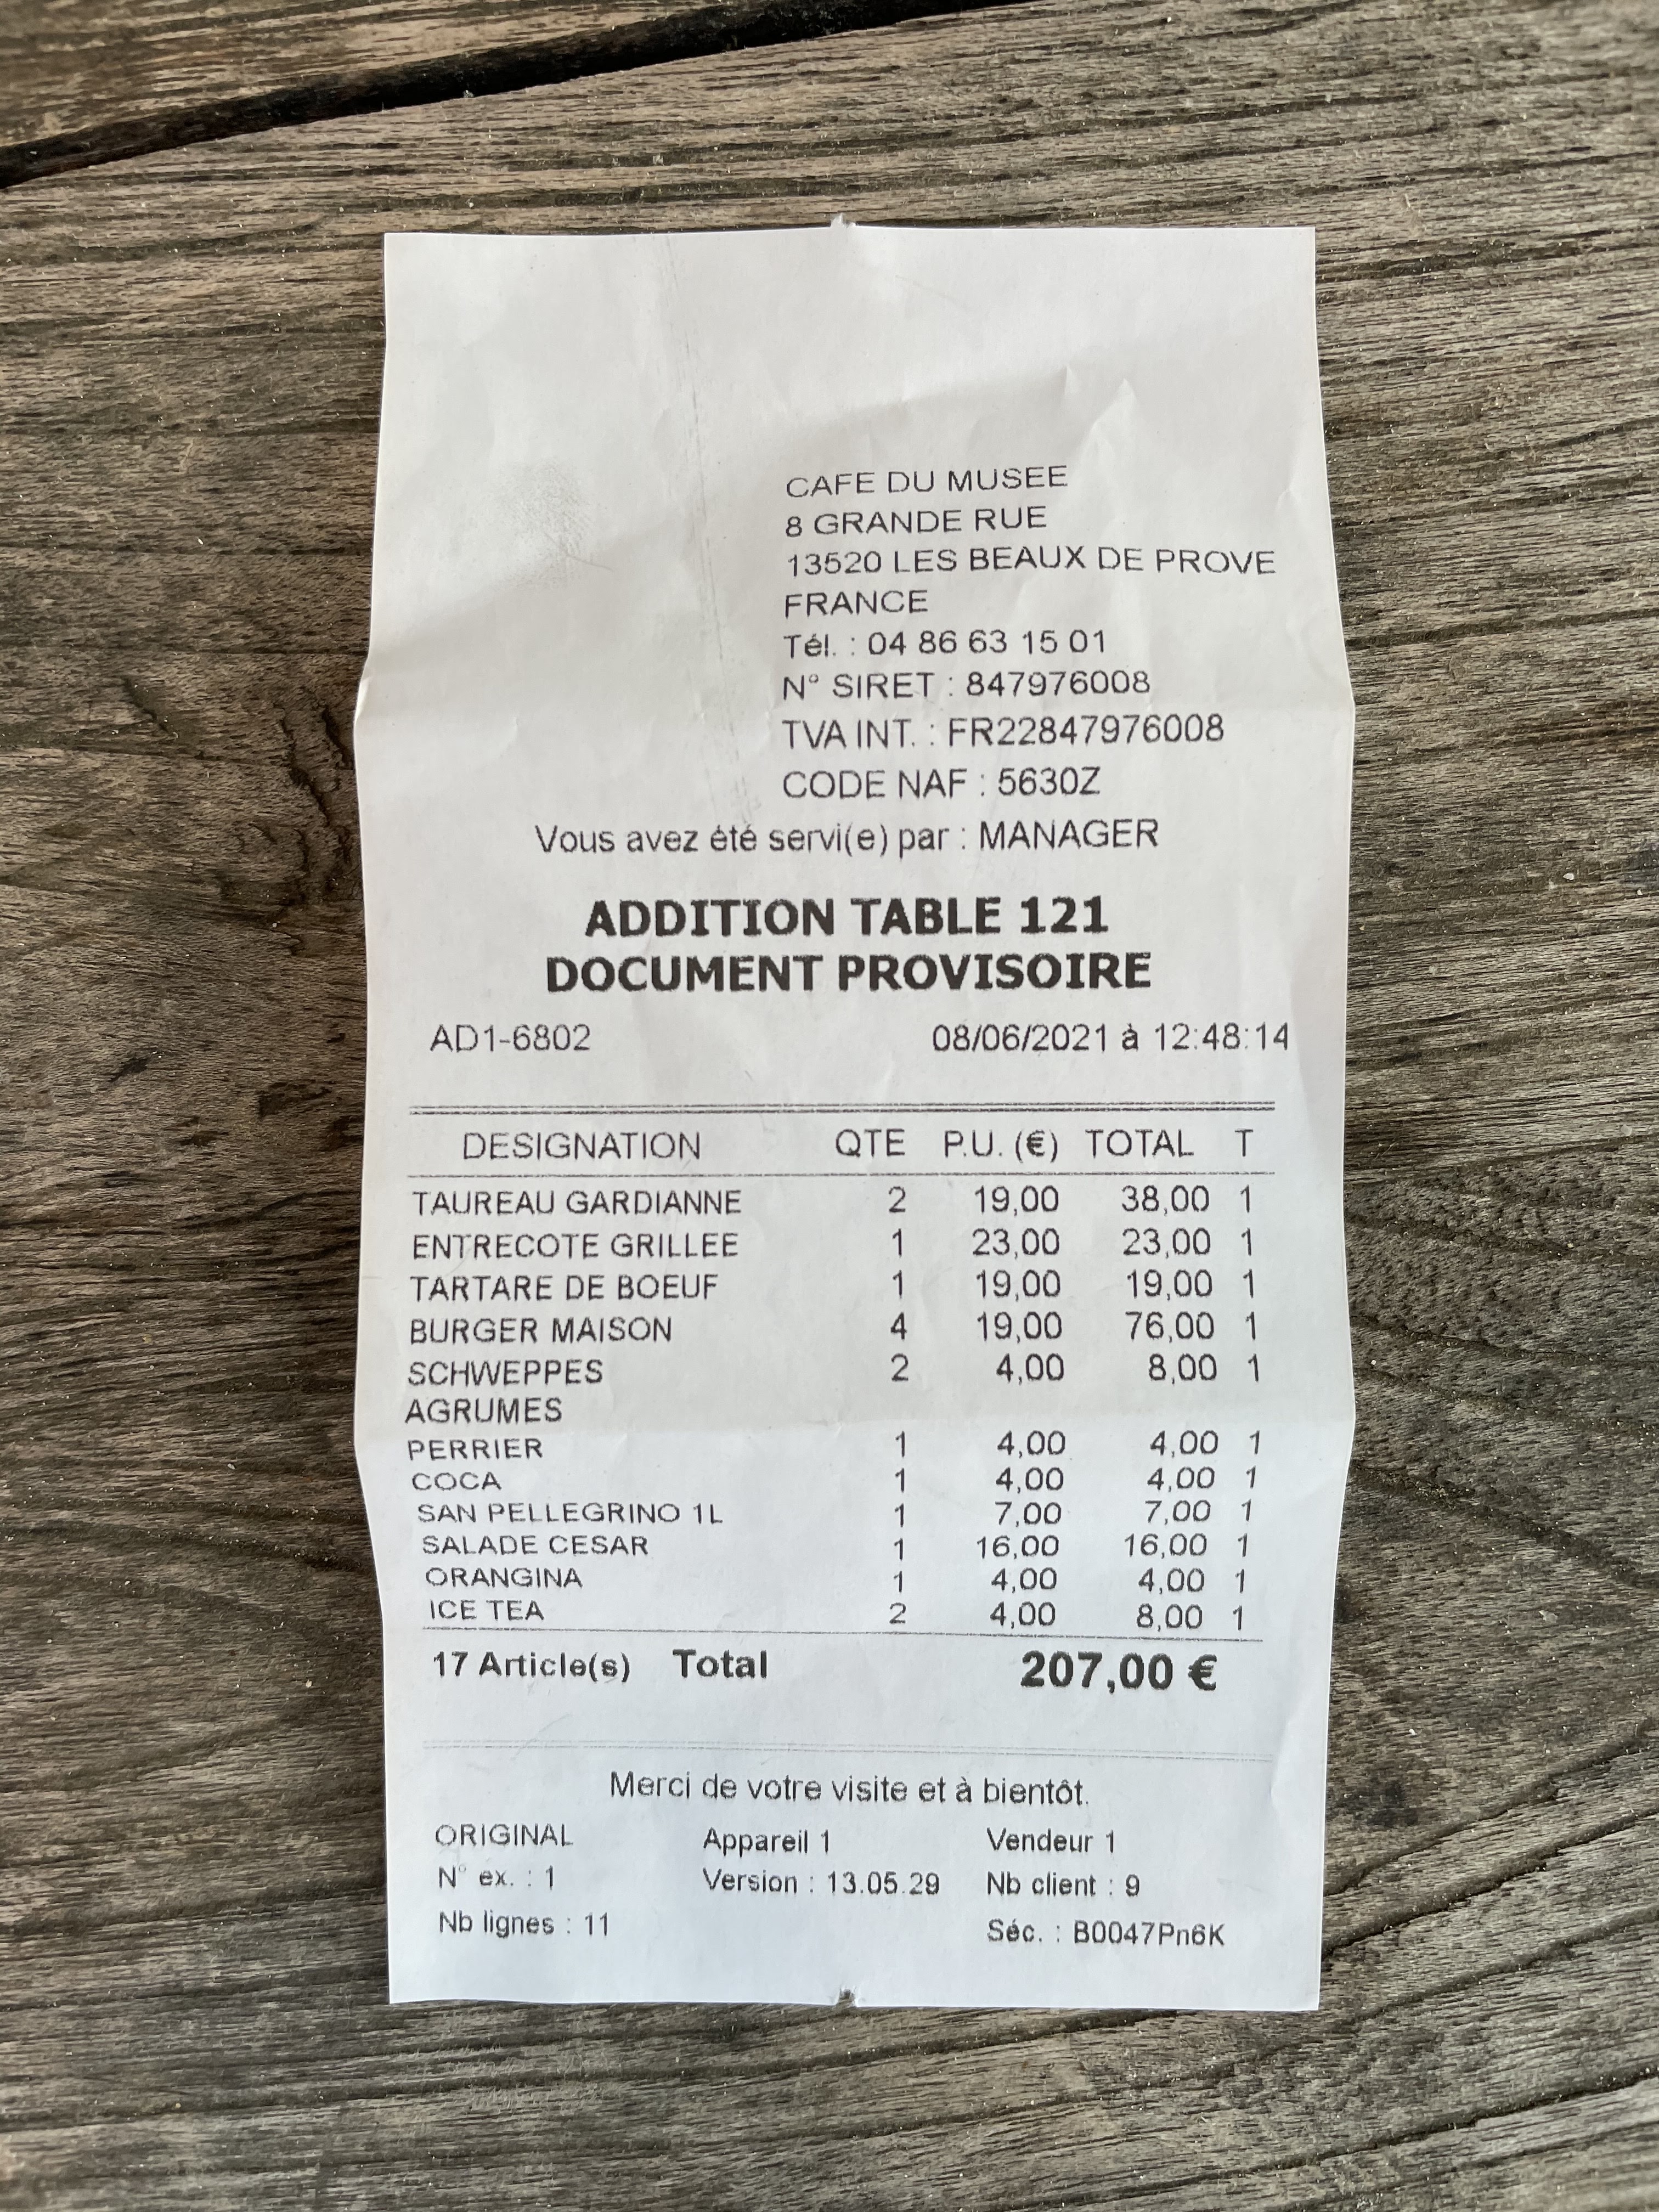 CAFE DU MUSEE
8 GRANDE RUE
13520 LES BEAUX DE PROVE
FRANCE
Tél. : 04 86 63 15 01
N° SIRET : 847976008
TVA INT. : FR22847976008
CODE NAF : 5630Z
Vous avez été servi(e) par : MANAGER
ADDITION TABLE 121
DOCUMENT PROVISOIRE
AD1-6802 08/06/2021 à 12:48:14
DESIGNATION QTE P.U. (€) TOTAL T
TAUREAU GARDIANNE 2 19,00 38,00 1
ENTRECOTE GRILLEE 1 23,00 23,00 1
TARTARE DE BOEUF 1 19,00 19,00 1
BURGER MAISON 4 19,00 76,00 1
SCHWEPPES 2 4,00 8,00 1
AGRUMES
PERRIER 1 4,00 4,00 1
COCA 1 4,00 4,00 1
SAN PELLEGRINO 1L 1 7,00 7,00 1
SALADE CESAR 1 16,00 16,00 1
ORANGINA 1 4,00 4,00 1
ICE TEA 2 4,00 8,00 1
17 Article(s) Total 207,00 €
Merci de votre visite et à bientôt.
ORIGINAL Appareil 1 Vendeur 1
N° ex. : 1 Version : 13.05.29 Nb client : 9
Nb lignes : 11 Séc. : B0047Pn6K